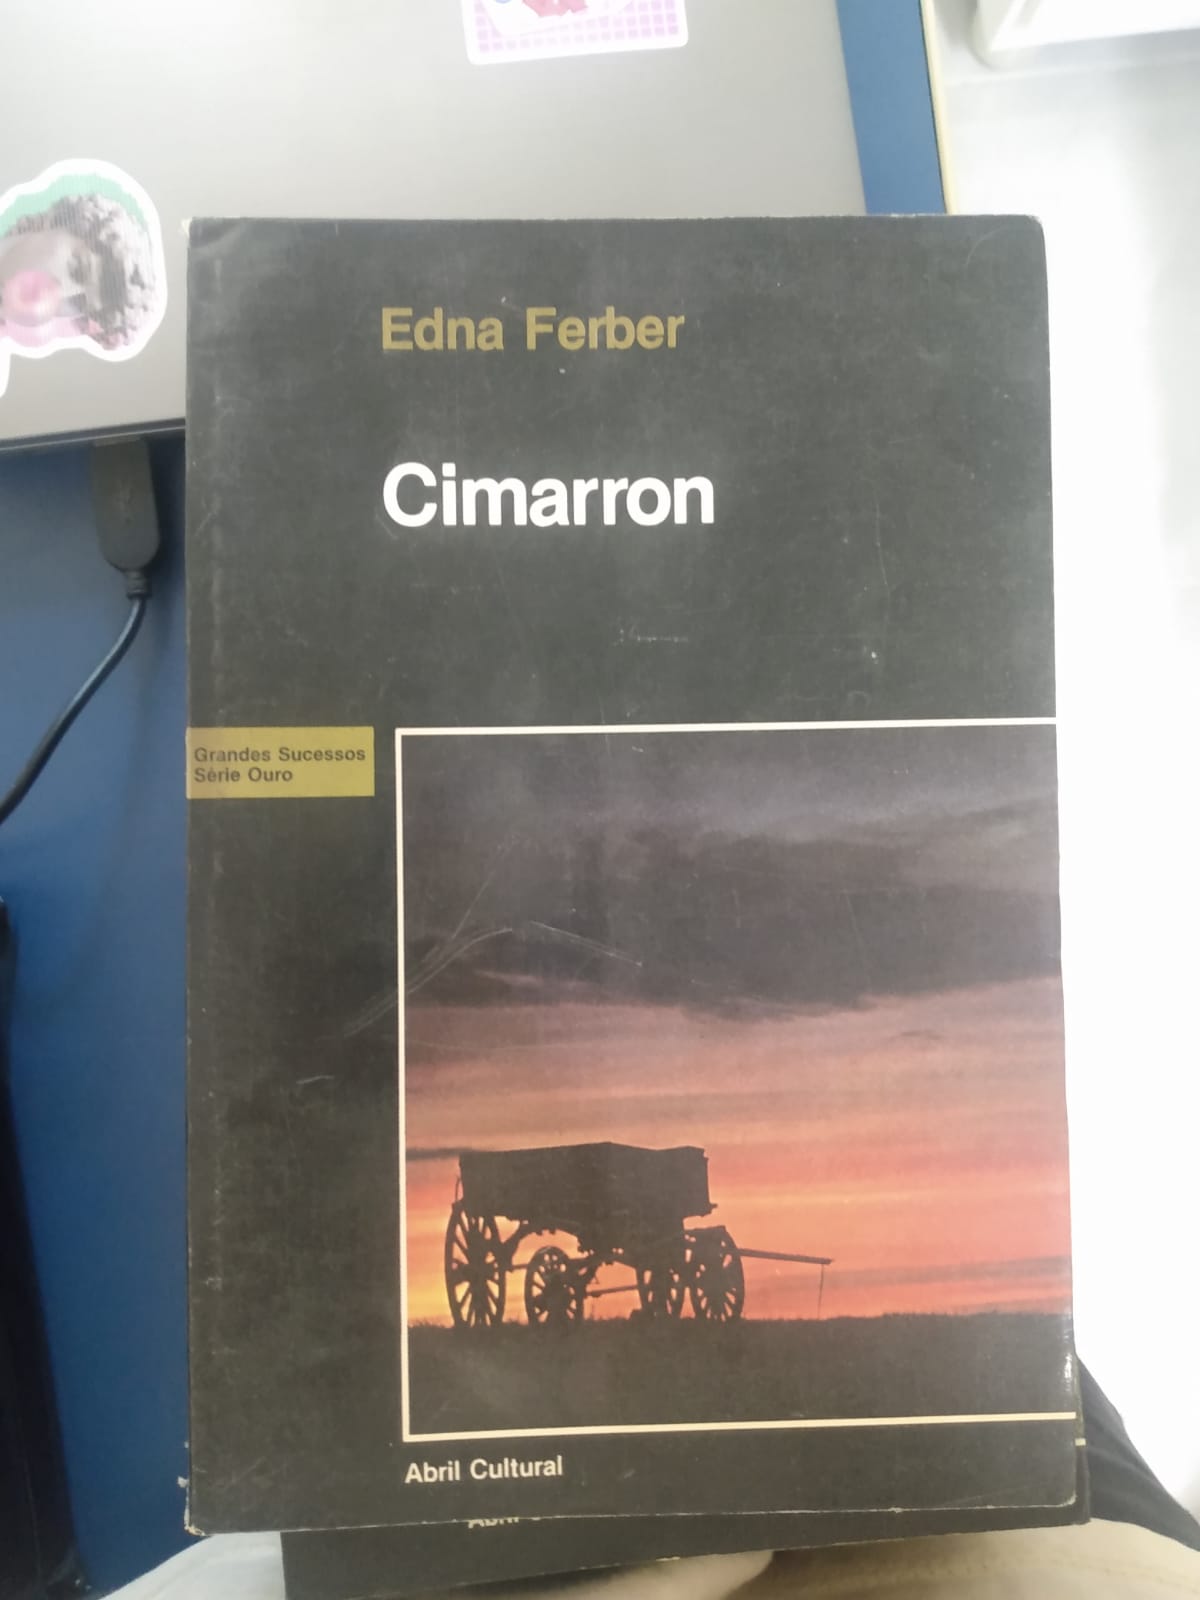 Edna Ferber
Cimarron
Grandes Sucessos
Série Ouro
Abril Cultural